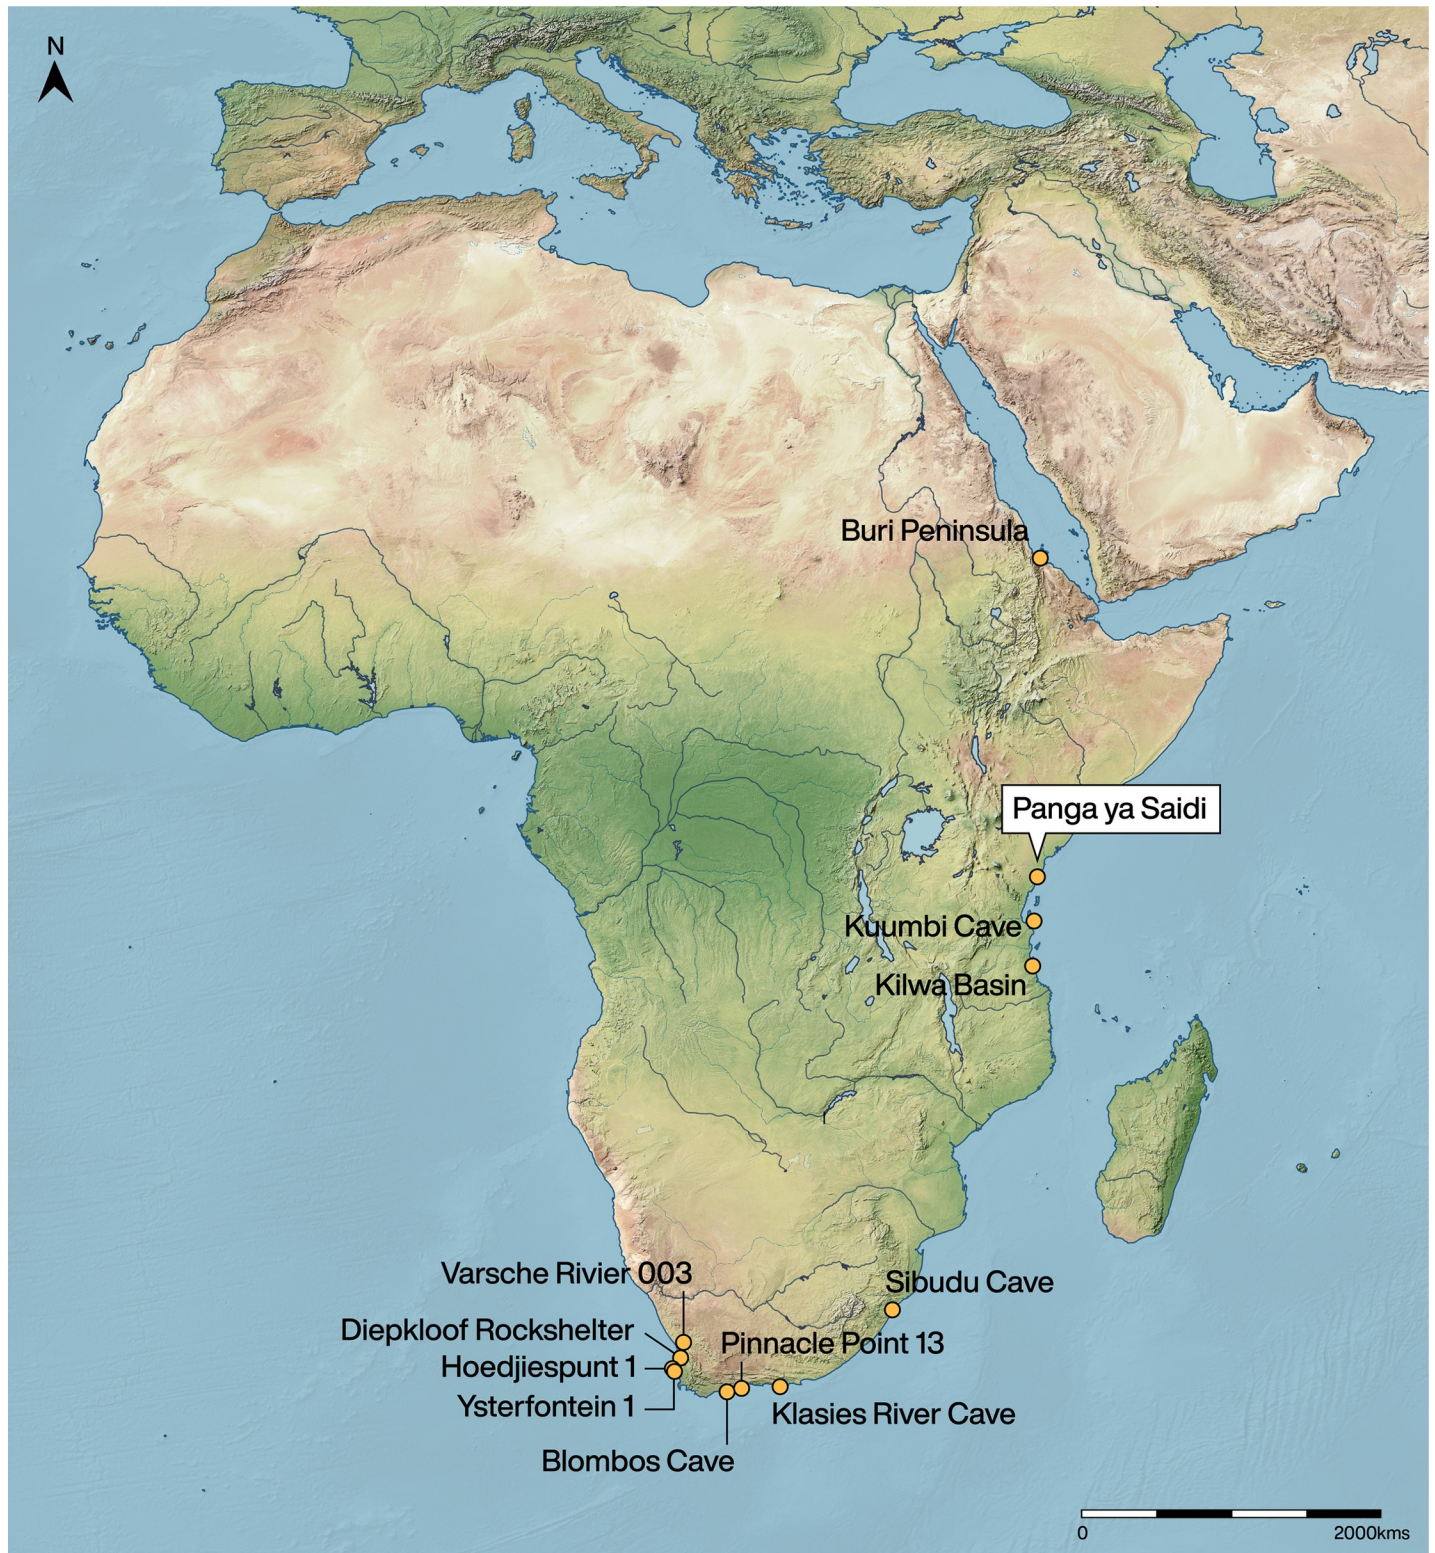 N
Buri Peninsula
Panga ya Saidi
Kuumbi Cave
Kilwa Basin
Varsche Rivier 003
Sibudu Cave
Diepkloof Rockshelter
Pinnacle Point 13
Hoedjiespunt 1
Ysterfontein 1
Klasies River Cave
Blombos Cave
0 2000kms